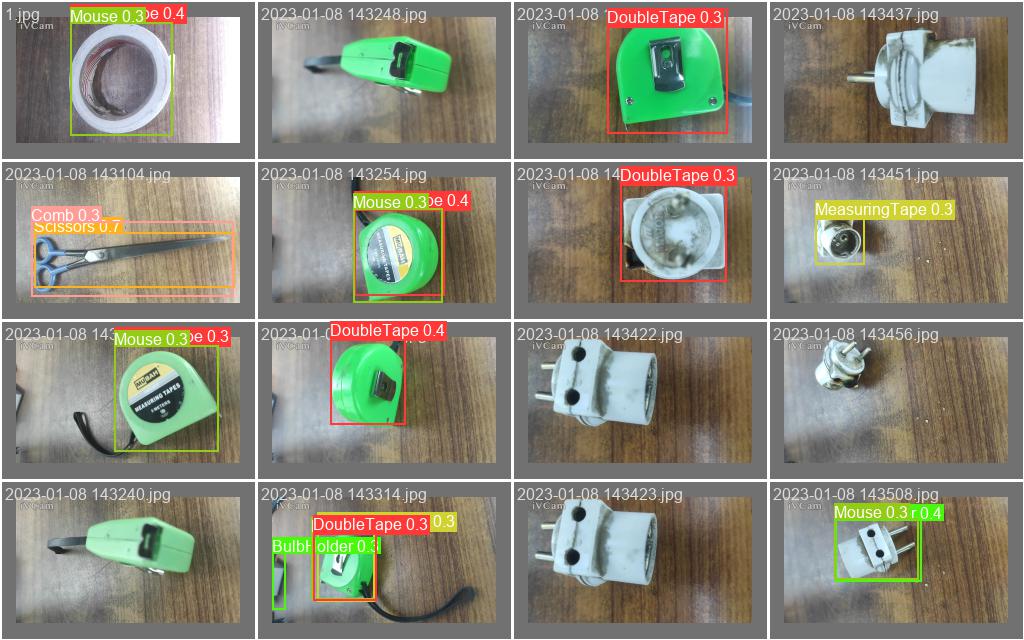 1.jpg
iVCam
Mouse 0.3
pe 0.4
2023-01-08 143248.jpg
iVCam
2023-01-08
iVCam
DoubleTape 0.3
2023-01-08 143437.jpg
iVCam
2023-01-08 143104.jpg
iVCam
Comb 0.3
Scissors 0.7
2023-01-08 143254.jpg
iVCam
Mouse 0.3
pe 0.4
MURAH
MEASURING TAPES
2023-01-08 14
iVCam
DoubleTape 0.3
2023-01-08 143451.jpg
iVCam
MeasuringTape 0.3
2023-01-08 143
iVCam
Mouse 0.3
pe 0.3
MEASURING TAPES
2023-01-0
iVCam
DoubleTape 0.4
2023-01-08 143422.jpg
iVCam
2023-01-08 143456.jpg
iVCam
2023-01-08 143240.jpg
iVCam
2023-01-08 143314.jpg
iVCam
DoubleTape 0.3
0.3
BulbHolder 0.3
2023-01-08 143423.jpg
iVCam
2023-01-08 143508.jpg
iVCam
Mouse 0.3
r 0.4